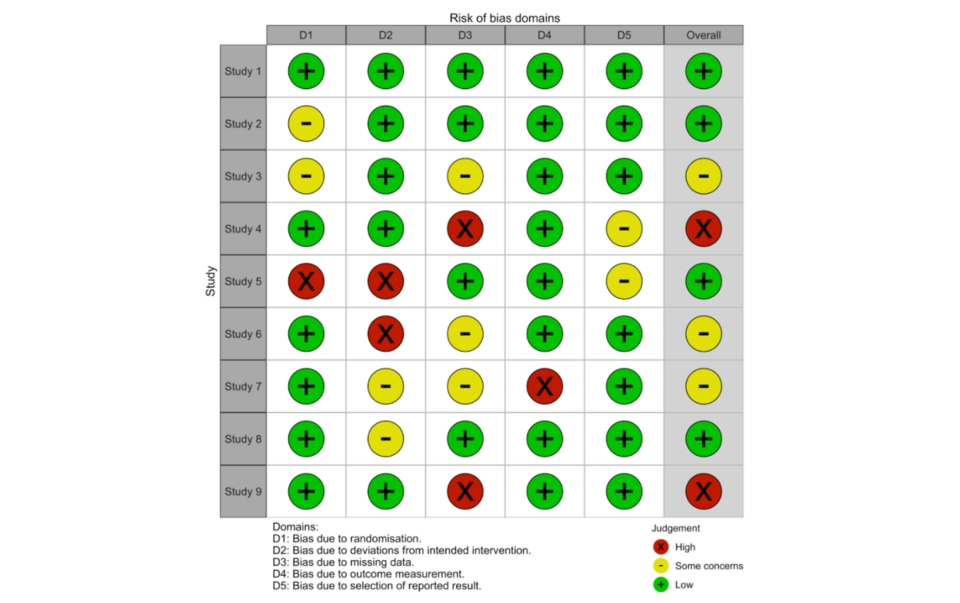 Risk of bias domains
D1 D2 D3 D4 D5 Overall
Study 1 + + + + + +
Study 2 - + + + + +
Study 3 - + - + + -
Study 4 + + X + - X
Study
Study 5 X X + + - +
Study 6 + X - + + -
Study 7 + - - X + -
Study 8 + - + + + +
Study 9 + + X + + X
Domains:
D1: Bias due to randomisation.
D2: Bias due to deviations from intended intervention.
D3: Bias due to missing data.
D4: Bias due to outcome measurement.
D5: Bias due to selection of reported result.
Judgement
X High
- Some concerns
+ Low